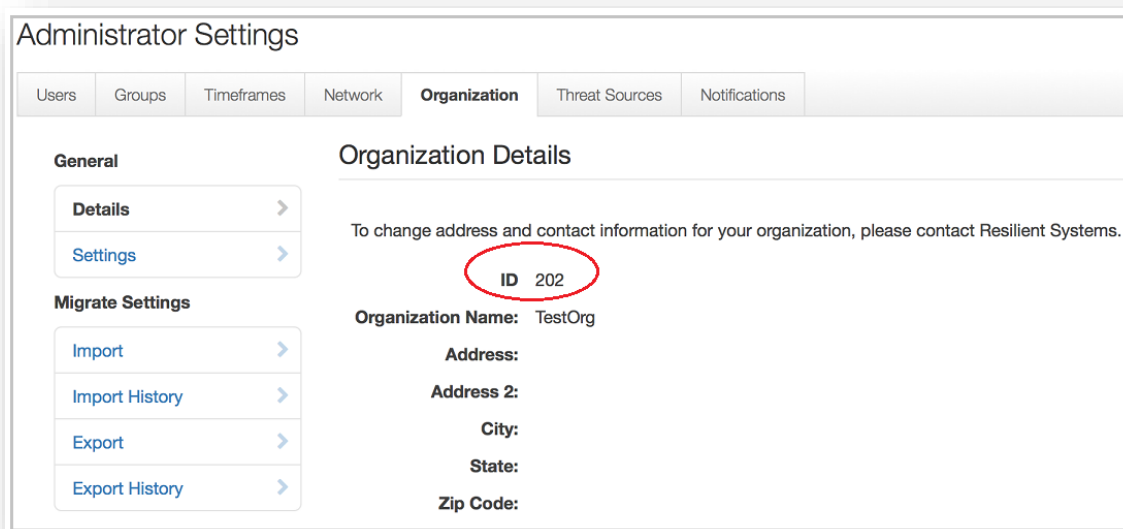 Administrator Settings
Users Groups Timeframes Network Organization Threat Sources Notifications
General
Details
Settings
Migrate Settings
Import
Import History
Export
Export History
Organization Details
To change address and contact information for your organization, please contact Resilient Systems.
ID 202
Organization Name: TestOrg
Address:
Address 2:
City:
State:
Zip Code: